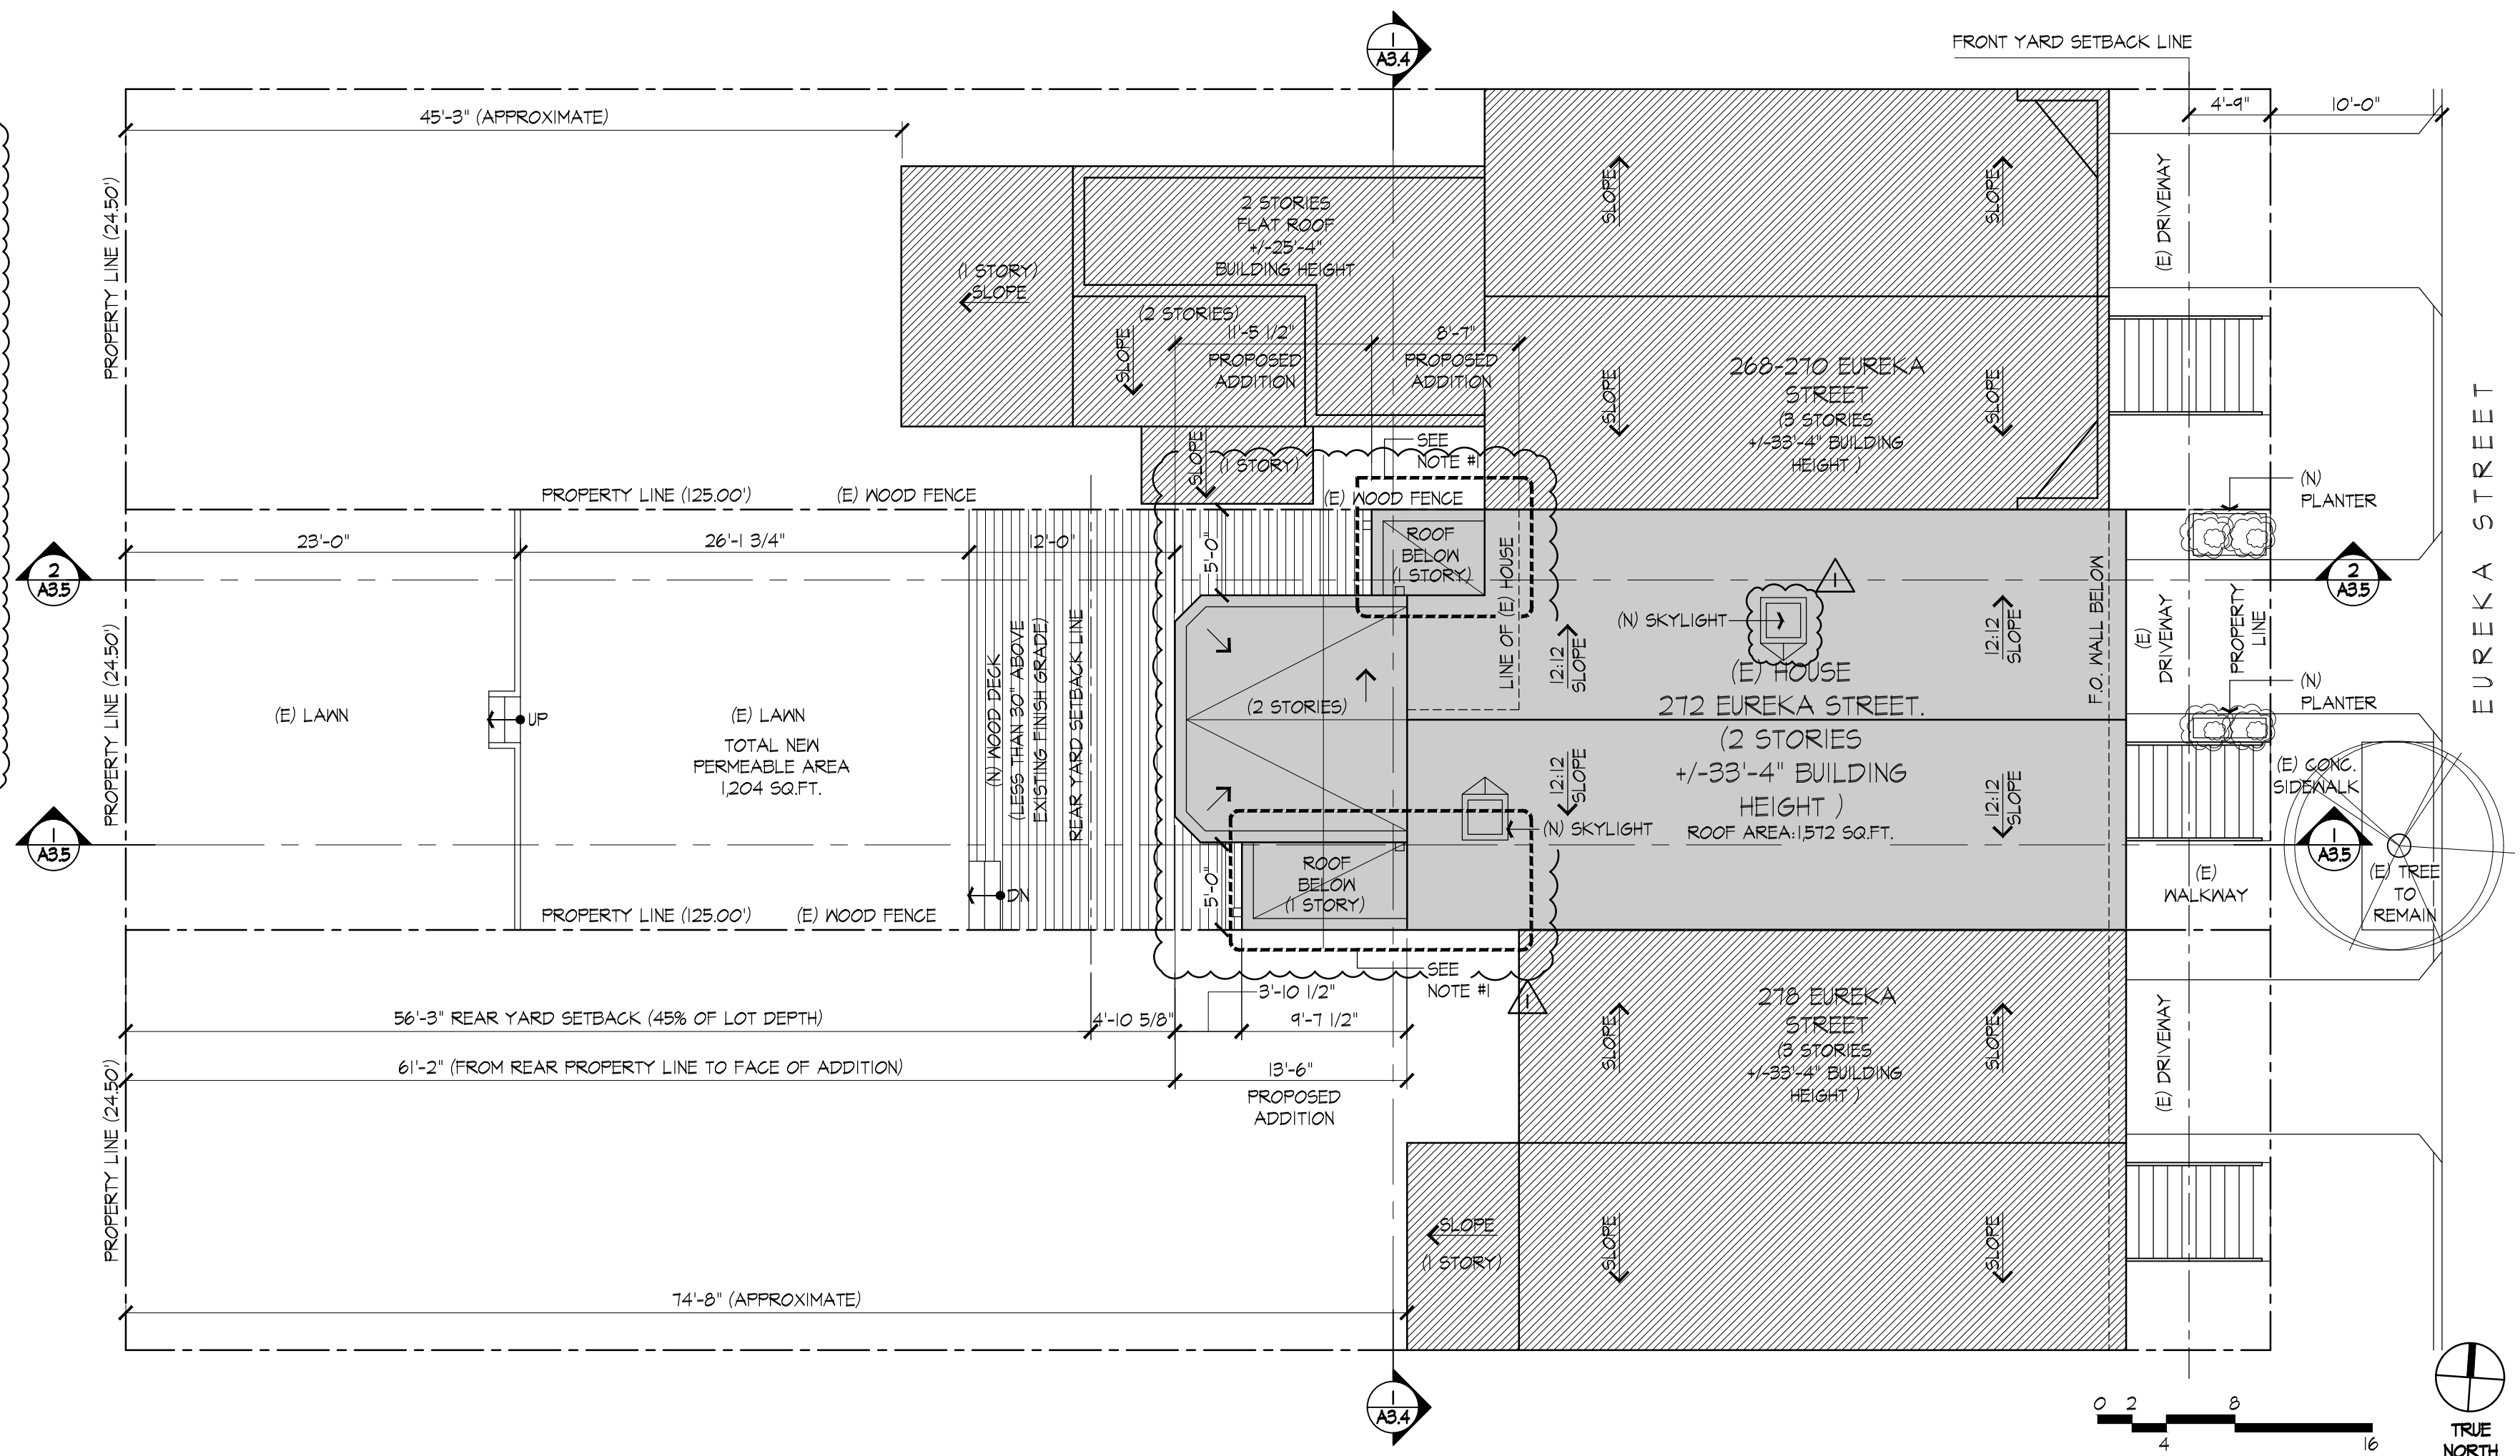 1
A3.4
FRONT YARD SETBACK LINE
45'-3" (APPROXIMATE)
4'-9"
10'-0"
PROPERTY LINE (24.50')
(1 STORY)
SLOPE
2 STORIES
FLAT ROOF
+/-25'-4"
BUILDING HEIGHT
(2 STORIES)
SLOPE
11'-5 1/2"
PROPOSED
ADDITION
8'-7"
PROPOSED
ADDITION
SLOPE
SLOPE
SLOPE
SLOPE
268-270 EUREKA
STREET
(3 STORIES
+/-33'-4" BUILDING
HEIGHT )
(E) DRIVEWAY
EUREKA STREET
SLOPE
(1 STORY)
SEE
NOTE #1
PROPERTY LINE (125.00')
(E) WOOD FENCE
(E) WOOD FENCE
(N)
PLANTER
23'-0"
26'-1 3/4"
12'-0"
5'-0"
ROOF
BELOW
(1 STORY)
LINE OF (E) HOUSE
2
A3.5
2
A3.5
1
(N) SKYLIGHT
12:12
SLOPE
12:12
SLOPE
F.O. WALL BELOW
(E)
DRIVEWAY
PROPERTY
LINE
PROPERTY LINE (24.50')
(E) LAWN
UP
(E) LAWN
TOTAL NEW
PERMEABLE AREA
1,204 SQ.FT.
(N) WOOD DECK
(LESS THAN 30" ABOVE
EXISTING FINISH GRADE)
REAR YARD SETBACK LINE
(2 STORIES)
(E) HOUSE
272 EUREKA STREET.
(2 STORIES
+/-33'-4" BUILDING
HEIGHT )
ROOF AREA:1,572 SQ.FT.
12:12
SLOPE
12:12
SLOPE
(N)
PLANTER
(E) CONC.
SIDEWALK
(N) SKYLIGHT
1
A3.5
1
A3.5
DN
5'-0"
ROOF
BELOW
(1 STORY)
(E)
WALKWAY
(E) TREE
TO
REMAIN
PROPERTY LINE (125.00')
(E) WOOD FENCE
SEE
NOTE #1
1
3'-10 1/2"
56'-3" REAR YARD SETBACK (45% OF LOT DEPTH)
4'-10 5/8"
9'-7 1/2"
61'-2" (FROM REAR PROPERTY LINE TO FACE OF ADDITION)
13'-6"
PROPOSED
ADDITION
278 EUREKA
STREET
(3 STORIES
+/-33'-4" BUILDING
HEIGHT )
SLOPE
SLOPE
(E) DRIVEWAY
PROPERTY LINE (24.50')
SLOPE
(1 STORY)
SLOPE
SLOPE
74'-8" (APPROXIMATE)
1
A3.4
0 2 8
4 16
TRUE
NORTH